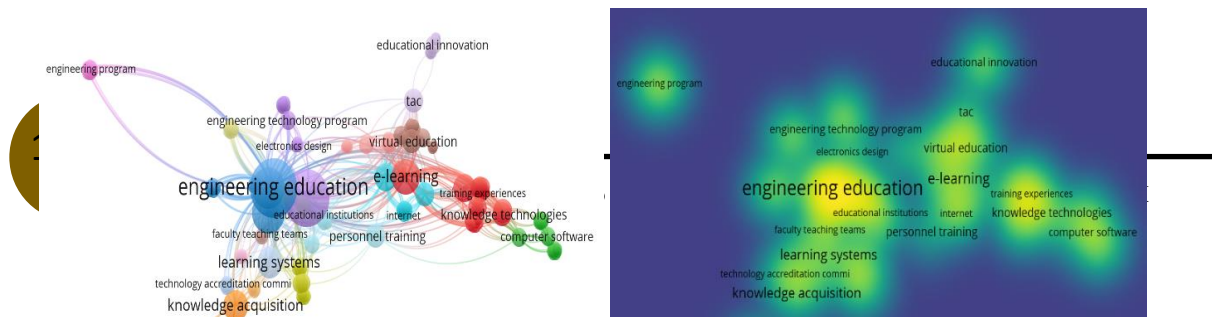 educational innovation
engineering program
tac
engineering technology program
virtual education
electronics design
e-learning
engineering education
training experiences
educational institutions
internet
knowledge technologies
faculty teaching teams
personnel training
computer software
learning systems
technology accreditation commi
knowledge acquisition
educational innovation
engineering program
tac
engineering technology program
virtual education
electronics design
e-learning
engineering education
training experiences
educational institutions
internet
knowledge technologies
faculty teaching teams
personnel training
computer software
learning systems
technology accreditation commi
knowledge acquisition